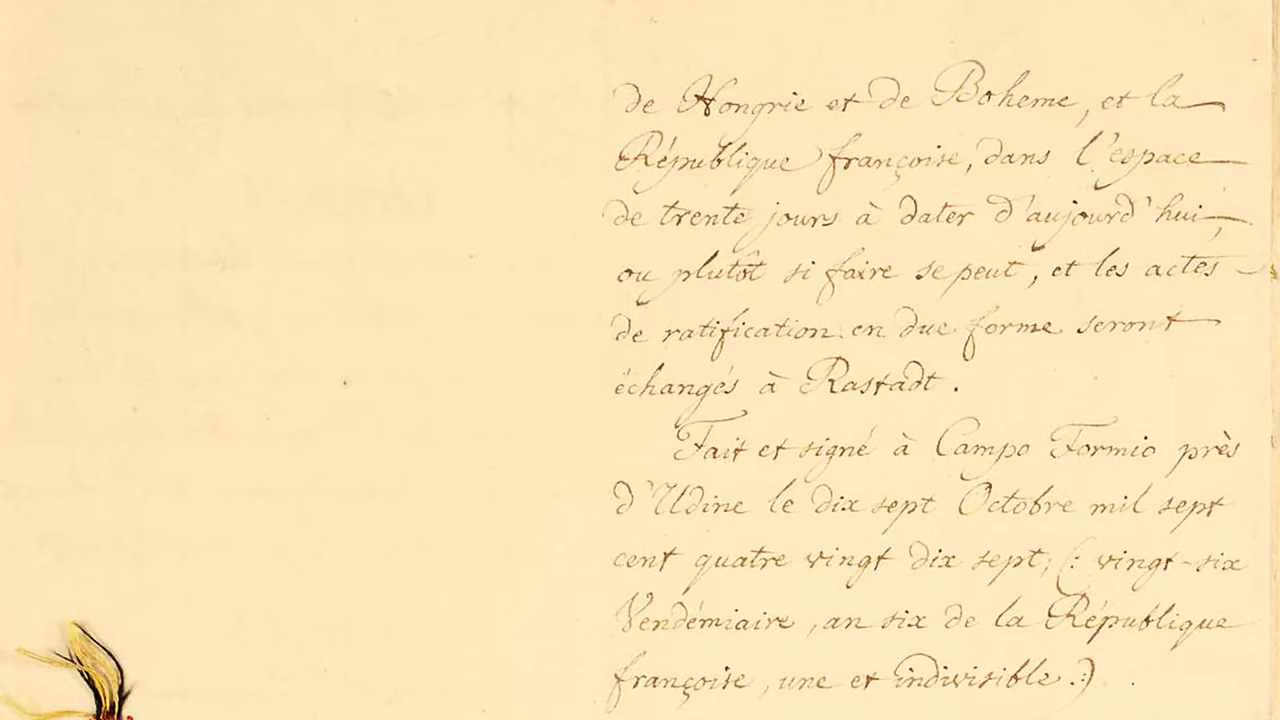 de Hongrie et de Boheme, et la
République françoise, dans l'espace
de trente jours à dater d'aujourd'hui,
ou plutôt si faire se peut, et les actes
de ratification en due forme seront
échangés à Rastadt.
Fait et signé à Campo Formio près
d'Udine le dix sept Octobre mil sept
cent quatre vingt dix sept; (: vingt-six
Vendémiaire, an six de la République
françoise, une et indivisible.:)